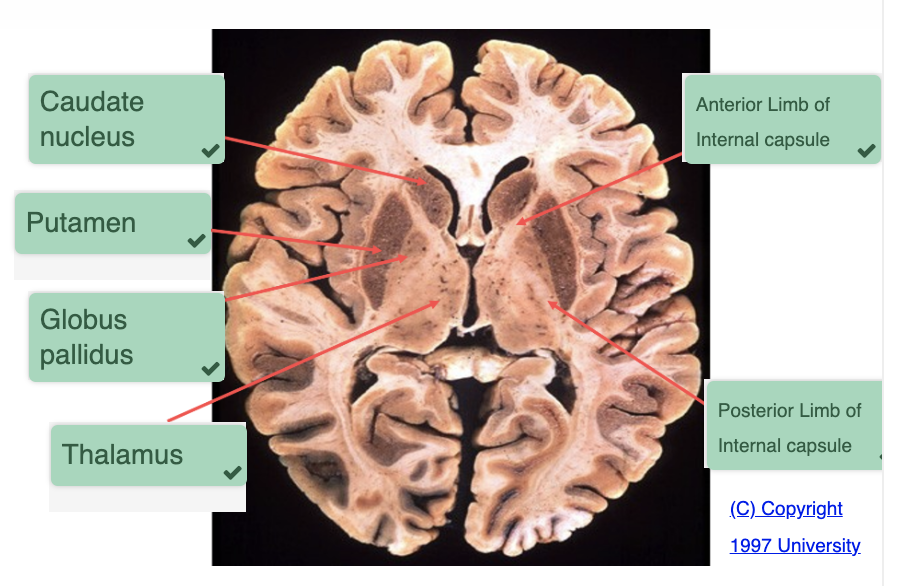 Caudate
nucleus
Putamen
Globus
pallidus
Thalamus
Anterior Limb of
Internal capsule
Posterior Limb of
Internal capsule
(C) Copyright
1997 University